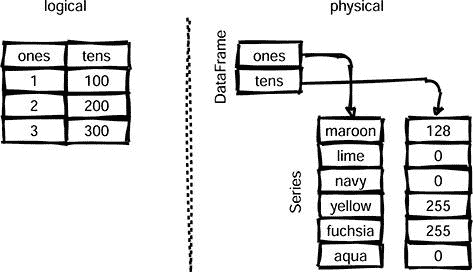 logical
ones tens
1 100
2 200
3 300
physical
DataFrame
ones
tens
Series
maroon 128
lime 0
navy 0
yellow 255
fuchsia 255
aqua 0